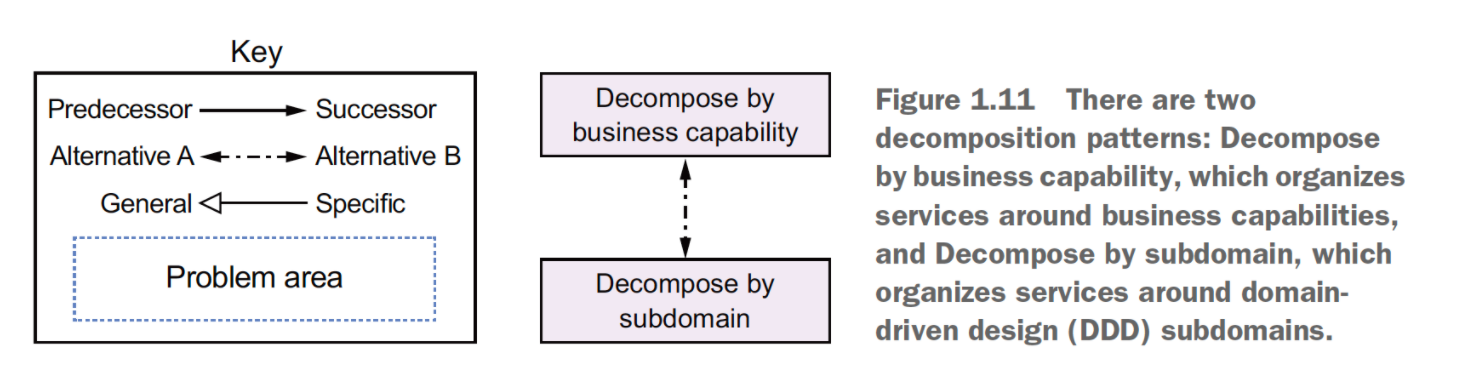 Key
Predecessor Successor
Alternative A Alternative B
General Specific
Problem area
Decompose by
business capability
Decompose by
subdomain
Figure 1.11 There are two
decomposition patterns: Decompose
by business capability, which organizes
services around business capabilities,
and Decompose by subdomain, which
organizes services around domain-
driven design (DDD) subdomains.